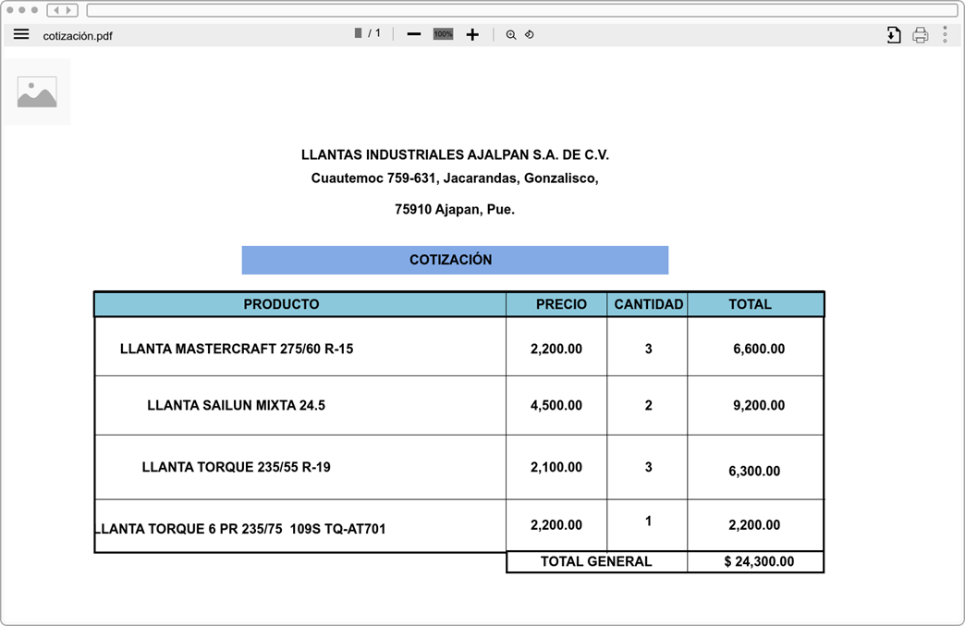 cotización.pdf / 1 100%
LLANTAS INDUSTRIALES AJALPAN S.A. DE C.V.
Cuautemoc 759-631, Jacarandas, Gonzalisco,
75910 Ajapan, Pue.
COTIZACIÓN
PRODUCTO PRECIO CANTIDAD TOTAL
LLANTA MASTERCRAFT 275/60 R-15 2,200.00 3 6,600.00
LLANTA SAILUN MIXTA 24.5 4,500.00 2 9,200.00
LLANTA TORQUE 235/55 R-19 2,100.00 3 6,300.00
LLANTA TORQUE 6 PR 235/75 109S TQ-AT701 2,200.00 1 2,200.00
TOTAL GENERAL $ 24,300.00